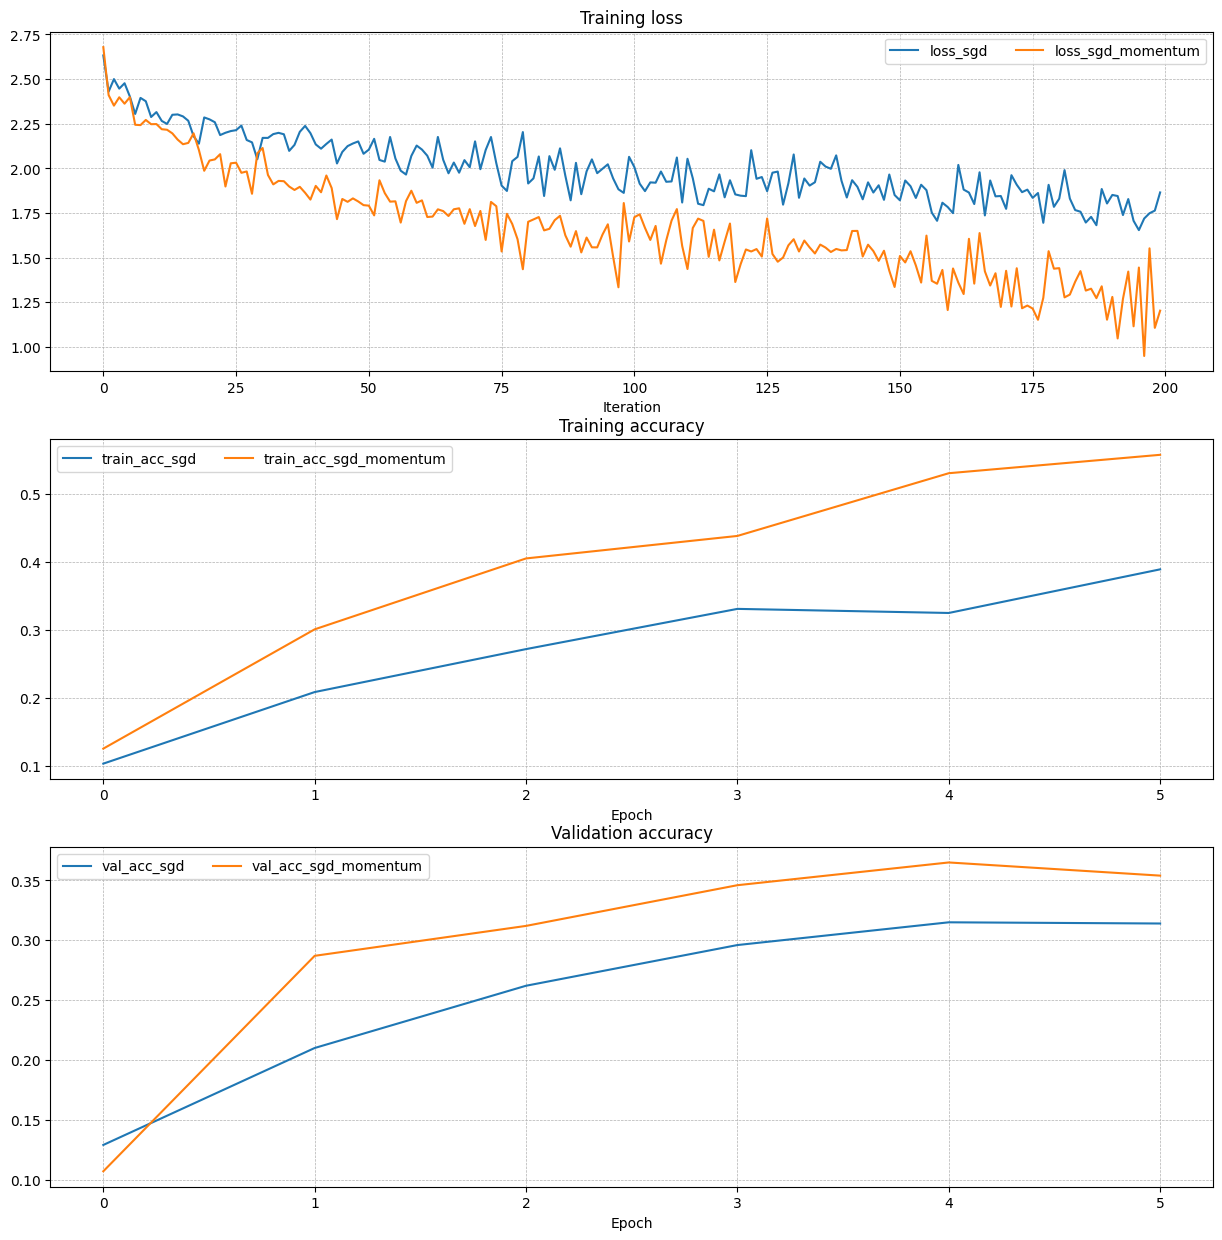 Training loss
loss_sgd loss_sgd_momentum
2.75
2.50
2.25
2.00
1.75
1.50
1.25
1.00
0 25 50 75 100 125 150 175 200
Iteration
Training accuracy
train_acc_sgd train_acc_sgd_momentum
0.5
0.4
0.3
0.2
0.1
0 1 2 3 4 5
Epoch
Validation accuracy
val_acc_sgd val_acc_sgd_momentum
0.35
0.30
0.25
0.20
0.15
0.10
0 1 2 3 4 5
Epoch